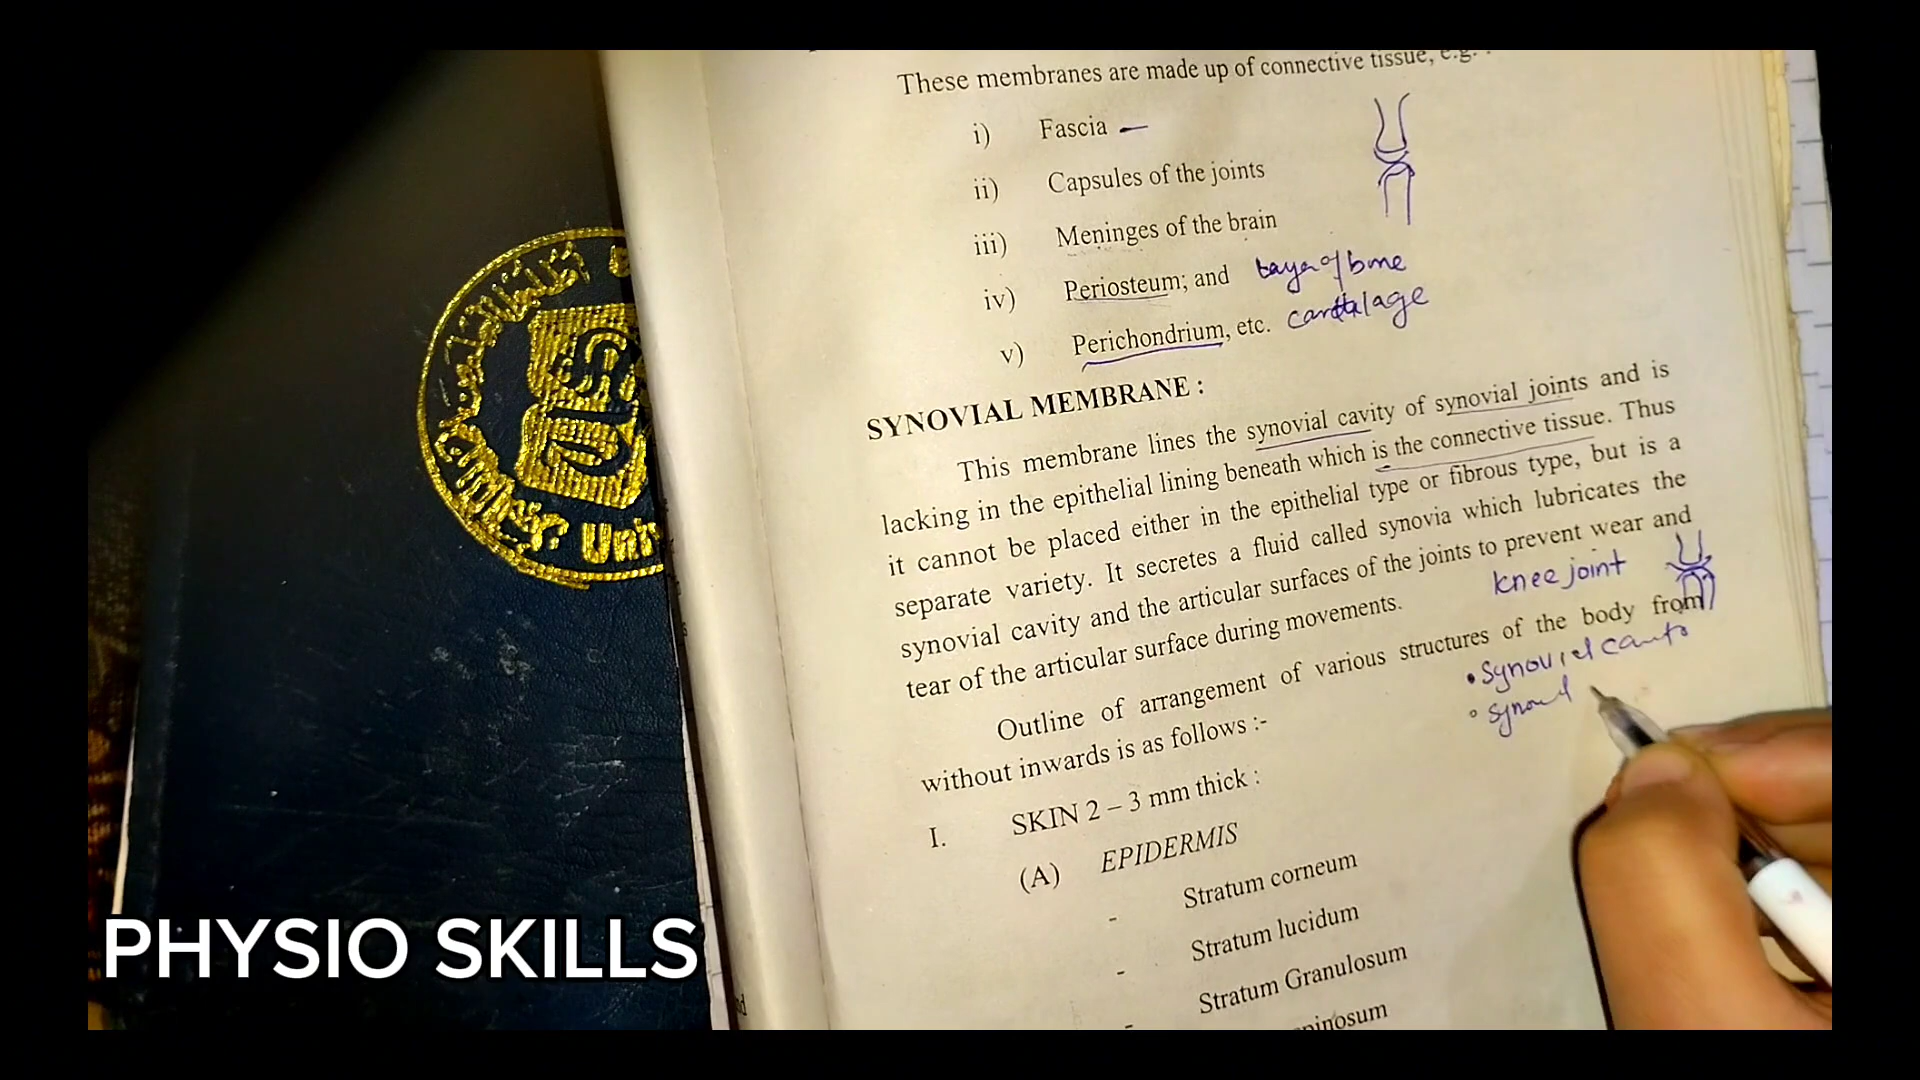 These membranes are made up of connective tissue, e.g. :
i) Fascia —
ii) Capsules of the joints
iii) Meninges of the brain
iv) Periosteum; and Layer of bone
v) Perichondrium, etc. cartilage
SYNOVIAL MEMBRANE :
This membrane lines the synovial cavity of synovial joints and is
lacking in the epithelial lining beneath which is the connective tissue. Thus
it cannot be placed either in the epithelial type or fibrous type, but is a
separate variety. It secretes a fluid called synovia which lubricates the
synovial cavity and the articular surfaces of the joints to prevent wear and
tear of the articular surface during movements.
knee joint
Outline of arrangement of various structures of the body from
without inwards is as follows :-
• Synovial
I. SKIN 2 – 3 mm thick :
(A) EPIDERMIS
- Stratum corneum
- Stratum lucidum
- Stratum Granulosum
pinosum
PHYSIO SKILLS